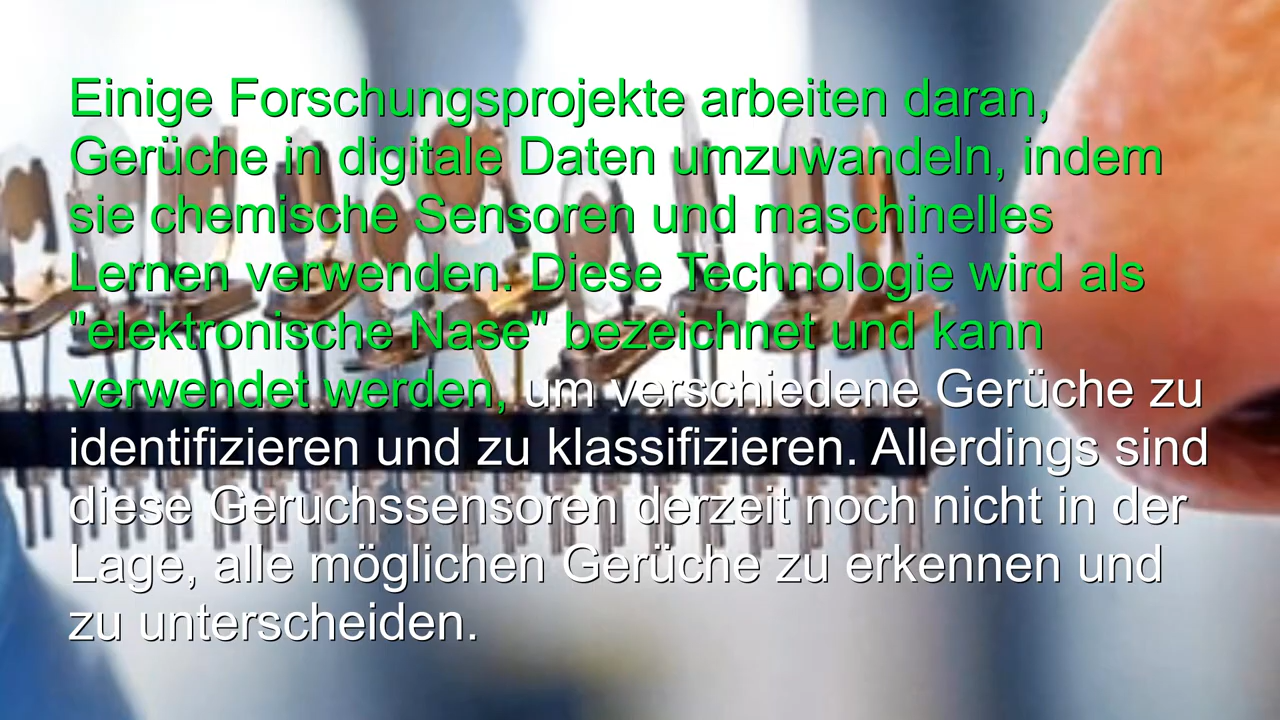 Einige Forschungsprojekte arbeiten daran,
Gerüche in digitale Daten umzuwandeln, indem
sie chemische Sensoren und maschinelles
Lernen verwenden. Diese Technologie wird als
"elektronische Nase" bezeichnet und kann
verwendet werden, um verschiedene Gerüche zu
identifizieren und zu klassifizieren. Allerdings sind
diese Geruchssensoren derzeit noch nicht in der
Lage, alle möglichen Gerüche zu erkennen und
zu unterscheiden.